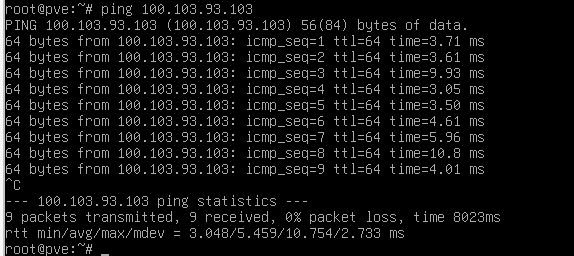 root@pve:~# ping 100.103.93.103
PING 100.103.93.103 (100.103.93.103) 56(84) bytes of data.
64 bytes from 100.103.93.103: icmp_seq=1 ttl=64 time=3.71 ms
64 bytes from 100.103.93.103: icmp_seq=2 ttl=64 time=3.61 ms
64 bytes from 100.103.93.103: icmp_seq=3 ttl=64 time=9.93 ms
64 bytes from 100.103.93.103: icmp_seq=4 ttl=64 time=3.05 ms
64 bytes from 100.103.93.103: icmp_seq=5 ttl=64 time=3.50 ms
64 bytes from 100.103.93.103: icmp_seq=6 ttl=64 time=4.61 ms
64 bytes from 100.103.93.103: icmp_seq=7 ttl=64 time=5.96 ms
64 bytes from 100.103.93.103: icmp_seq=8 ttl=64 time=10.8 ms
64 bytes from 100.103.93.103: icmp_seq=9 ttl=64 time=4.01 ms
^C
--- 100.103.93.103 ping statistics ---
9 packets transmitted, 9 received, 0% packet loss, time 8023ms
rtt min/avg/max/mdev = 3.048/5.459/10.754/2.733 ms
root@pve:~# _